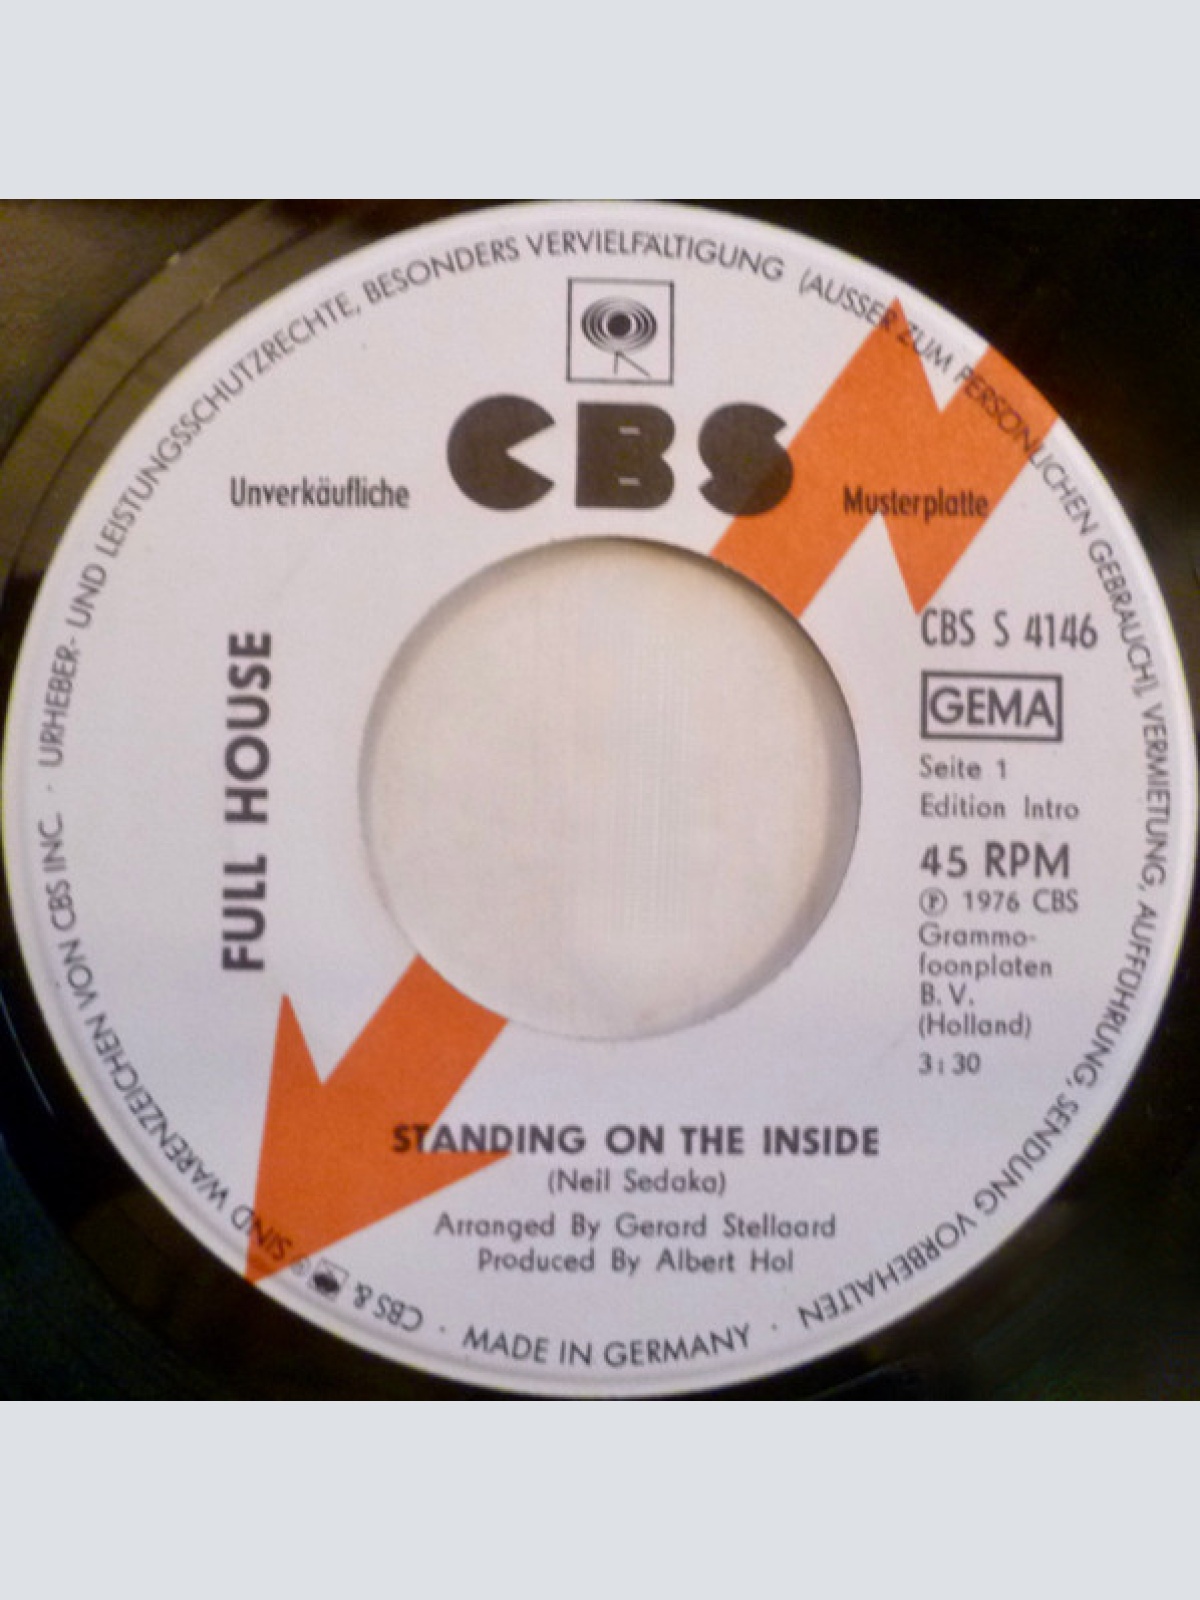 URHEBER- UND LEISTUNGSSCHUTZRECHTE, BESONDERS VERVIELFÄLTIGUNG (AUSSER ZUM PERSÖNLICHEN GEBRAUCH), VERMIETUNG, AUFFÜHRUNG, SENDUNG VORBEHALTEN · MADE IN GERMANY · CBS & ® SIND WARENZEICHEN VON CBS INC. ·
CBS
Unverkäufliche Musterplatte
FULL HOUSE
CBS S 4146
GEMA
Seite 1
Edition Intro
45 RPM
Ⓟ 1976 CBS
Grammo-
foonplaten
B. V.
(Holland)
3:30
STANDING ON THE INSIDE
(Neil Sedaka)
Arranged By Gerard Stellaard
Produced By Albert Hol